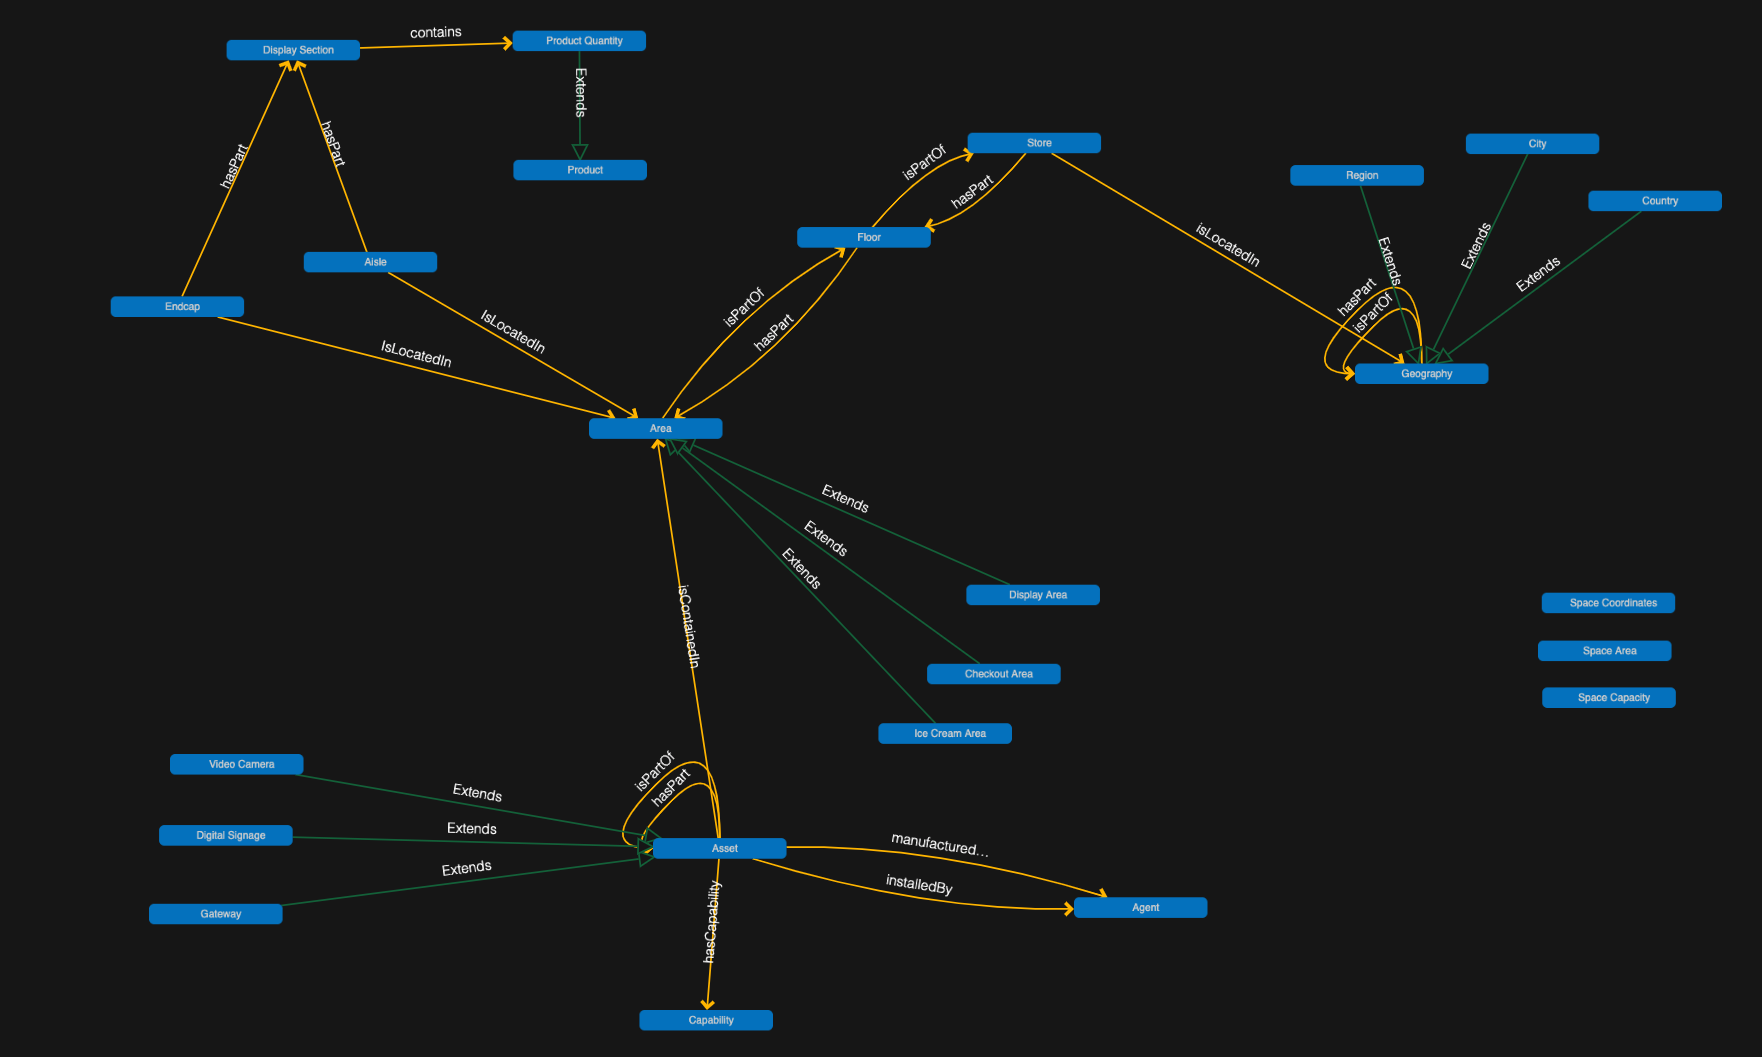 contains
Product Quantity
Display Section
Extends
hasPart
hasPart
Product
Store
City
isPartOf
Region
hasPart
Country
Floor
isLocatedIn
Extends
Extends
Extends
Aisle
hasPart
isPartOf
Endcap
isPartOf
hasPart
IsLocatedIn
IsLocatedIn
Geography
Area
Extends
Extends
Extends
Display Area
Space Coordinates
isContainedIn
Space Area
Checkout Area
Space Capacity
Ice Cream Area
Video Camera
isPartOf
hasPart
Extends
Digital Signage
Extends
Asset
manufactured...
Extends
installedBy
Gateway
Agent
hasCapability
Capability